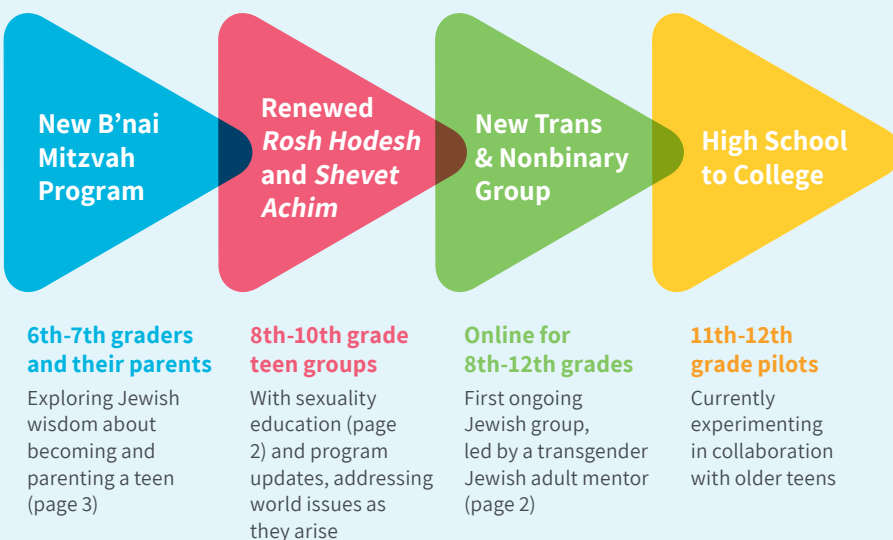 New B’nai
Mitzvah
Program
Renewed
Rosh Hodesh
and Shevet
Achim
New Trans
& Nonbinary
Group
High School
to College
6th-7th graders
and their parents
Exploring Jewish
wisdom about
becoming and
parenting a teen
(page 3)
8th-10th grade
teen groups
With sexuality
education (page
2) and program
updates, addressing
world issues as
they arise
Online for
8th-12th grades
First ongoing
Jewish group,
led by a transgender
Jewish adult mentor
(page 2)
11th-12th
grade pilots
Currently
experimenting
in collaboration
with older teens